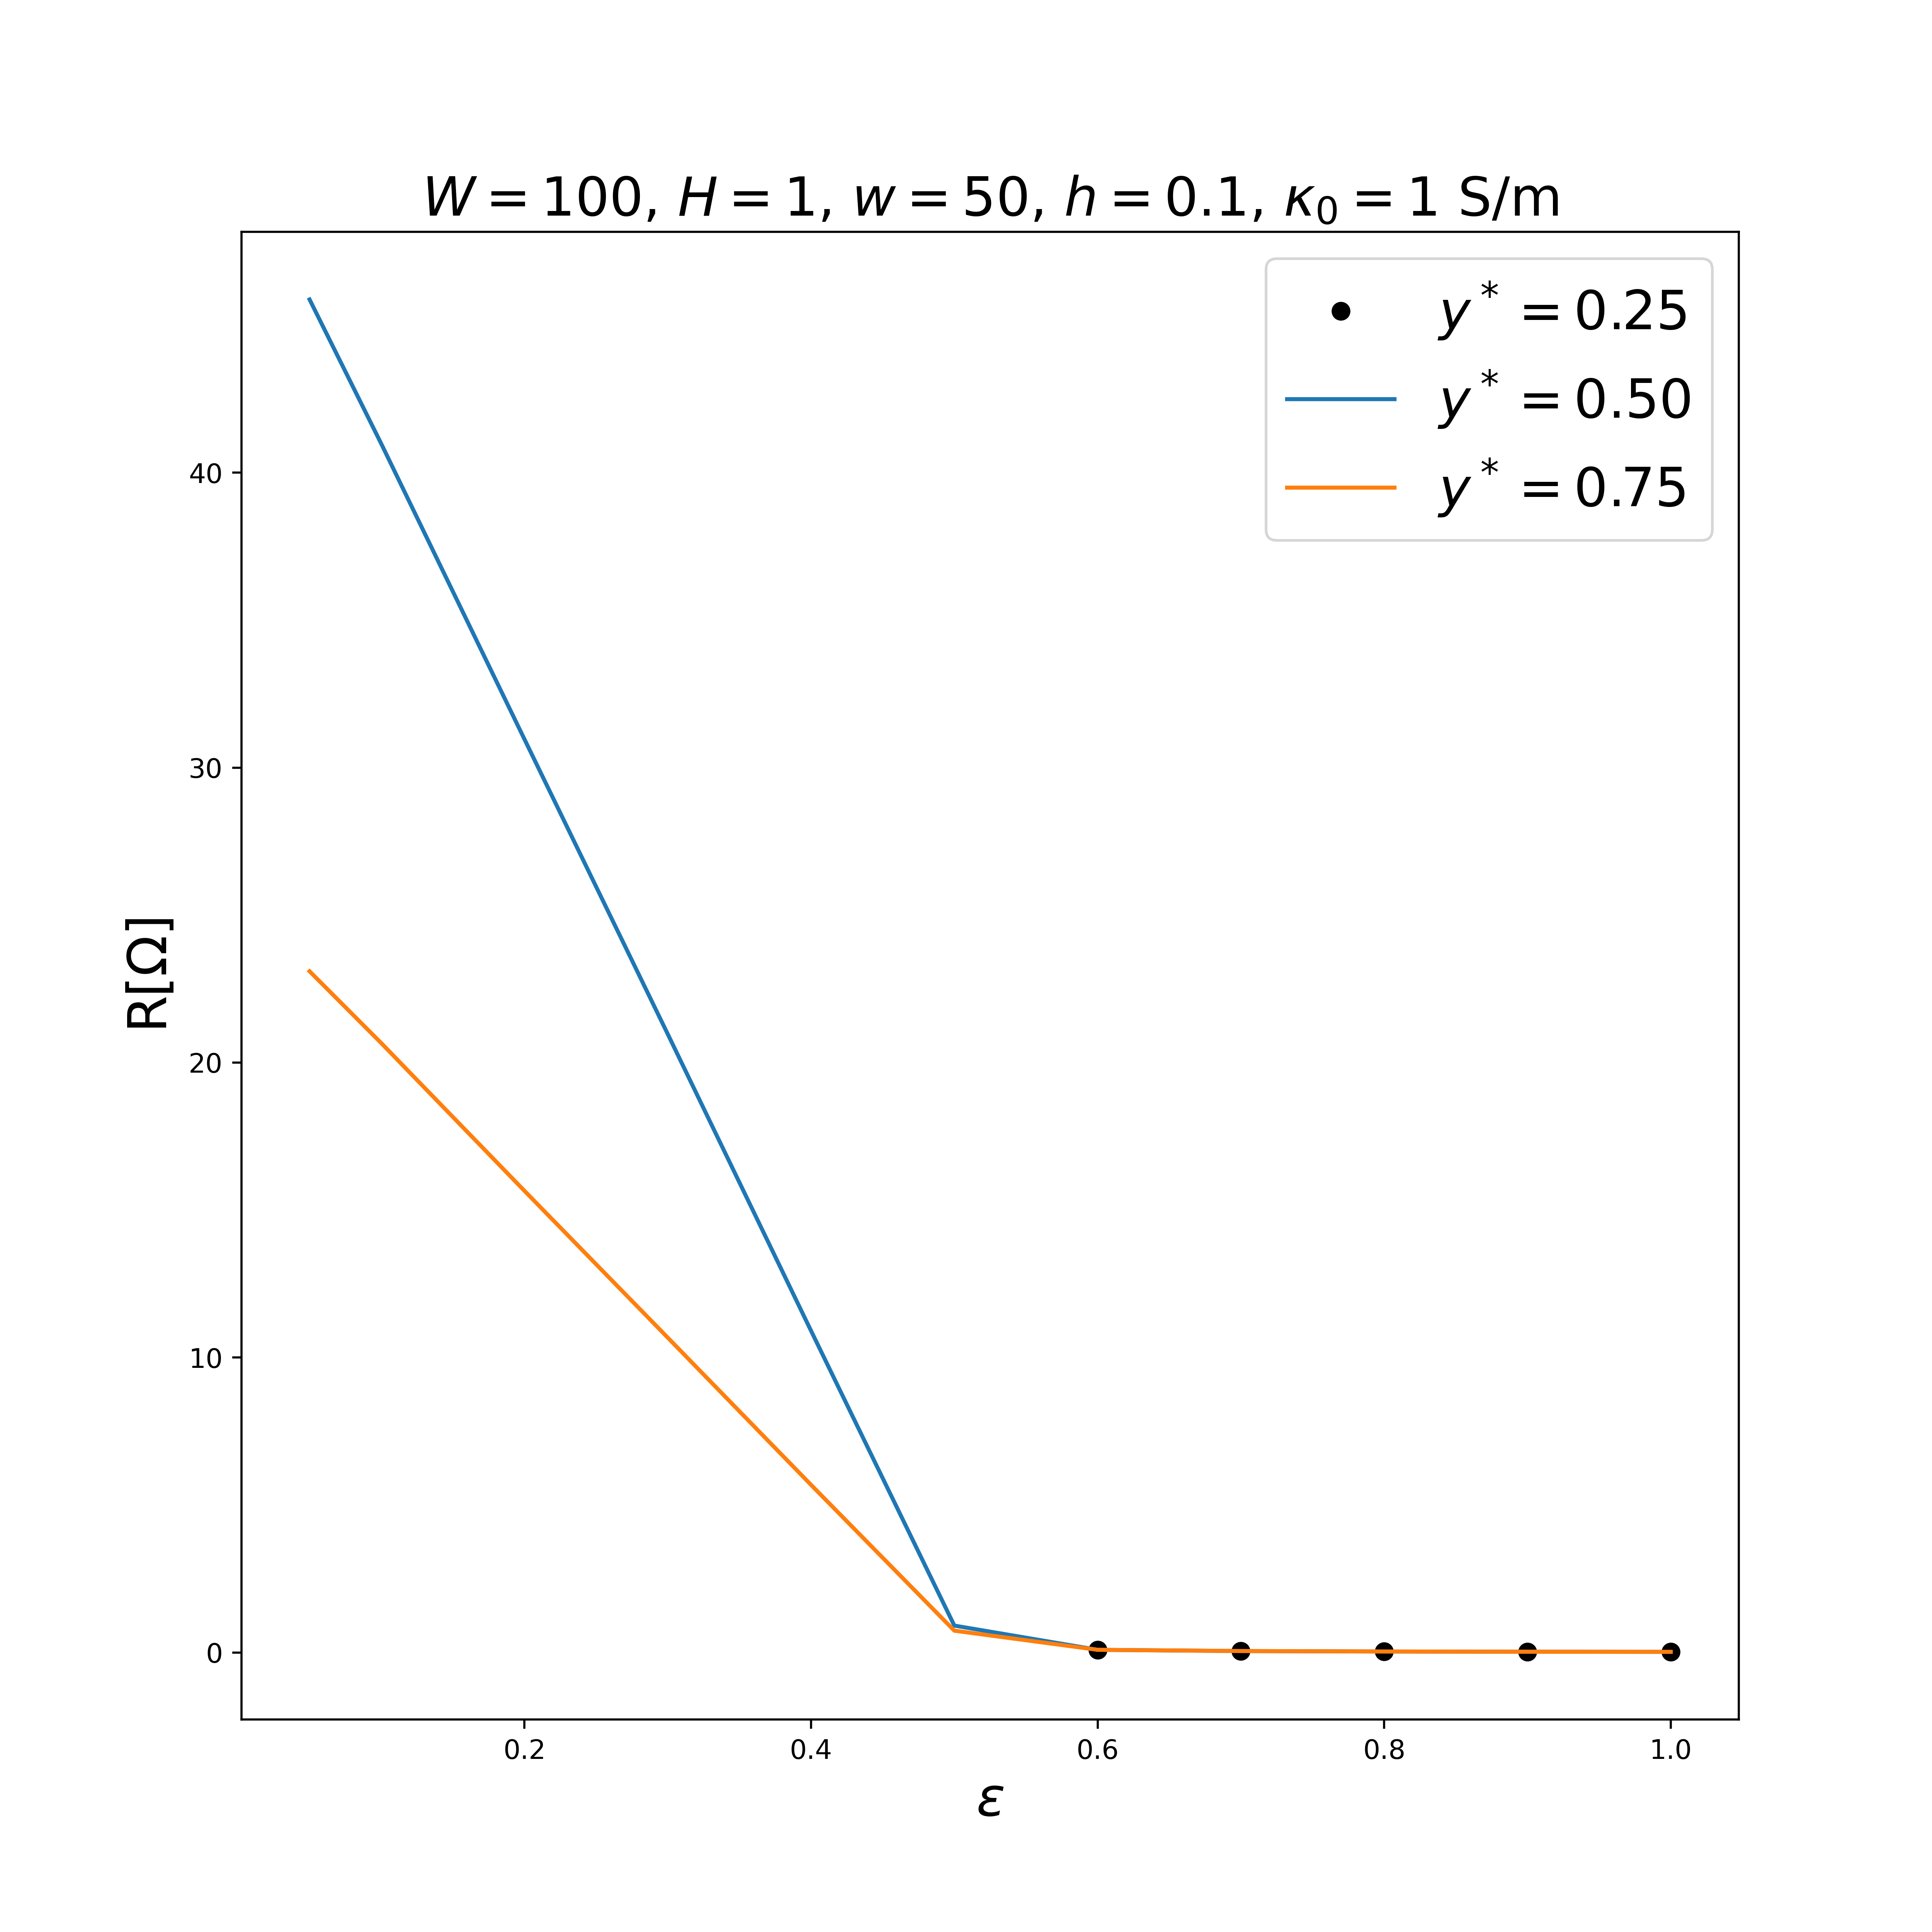 W = 100, H = 1, w = 50, h = 0.1, κ₀ = 1 S/m
y* = 0.25
y* = 0.50
y* = 0.75
40
30
20
10
0
R[Ω]
0.2 0.4 0.6 0.8 1.0
ε